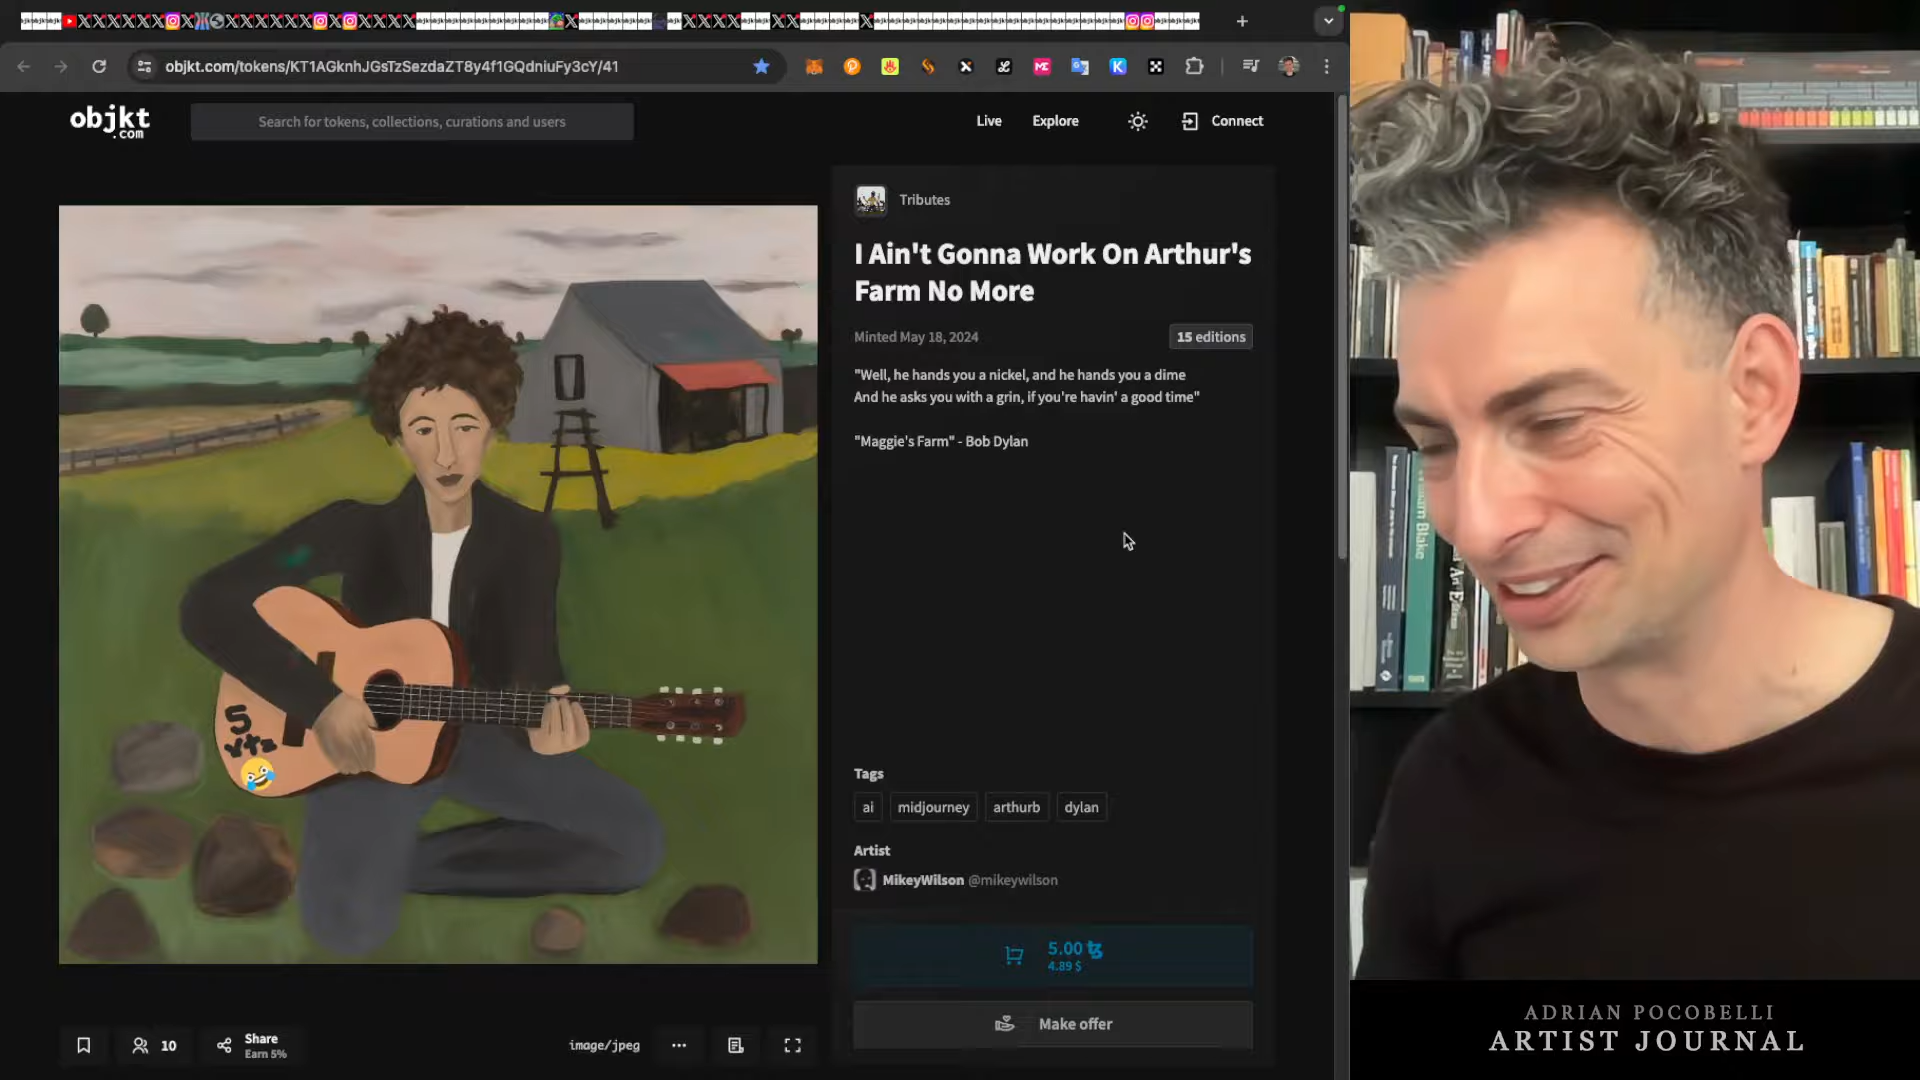 objkt.com/tokens/KT1AGknhJGsTzSezdaZT8y4f1GQdniuFy3cY/41
objkt
.com
Search for tokens, collections, curations and users
Live
Explore
Connect
Tributes
I Ain't Gonna Work On Arthur's
Farm No More
Minted May 18, 2024
15 editions
"Well, he hands you a nickel, and he hands you a dime
And he asks you with a grin, if you're havin' a good time"
"Maggie's Farm" - Bob Dylan
5
Tags
ai
midjourney
arthurb
dylan
Artist
MikeyWilson @mikeywilson
5.00
4.89 $
Make offer
10
Share
Earn 5%
image/jpeg
William Blake
ADRIAN POCOBELLI
ARTIST JOURNAL